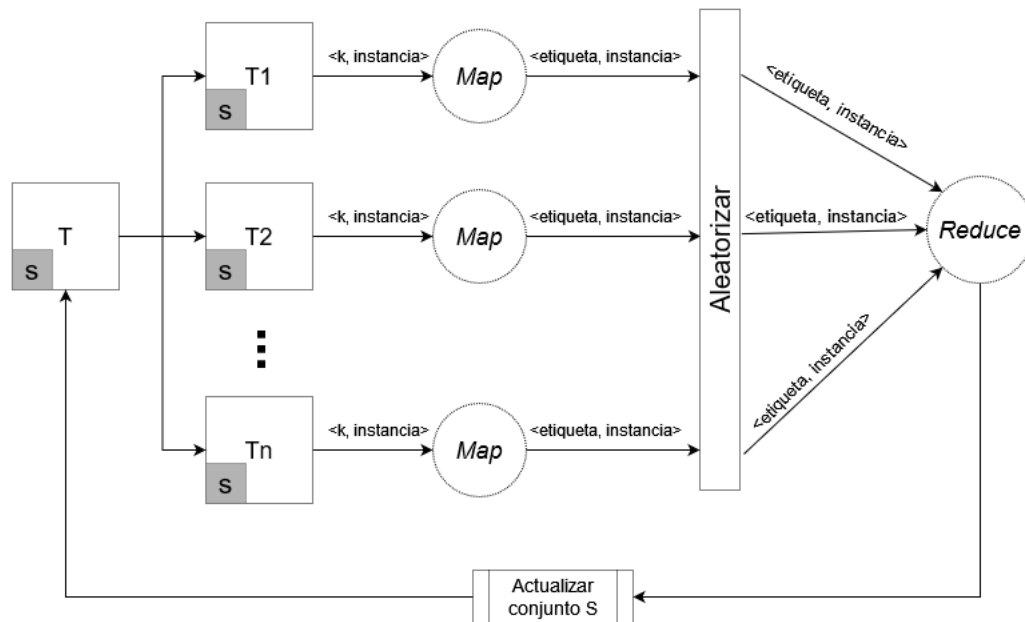 T
S
T1
S
<k, instancia>
Map
<etiqueta, instancia>
T2
S
<k, instancia>
Map
<etiqueta, instancia>
Tn
S
<k, instancia>
Map
<etiqueta, instancia>
Aleatorizar
<etiqueta, instancia>
<etiqueta, instancia>
<etiqueta, instancia>
Reduce
Actualizar
conjunto S